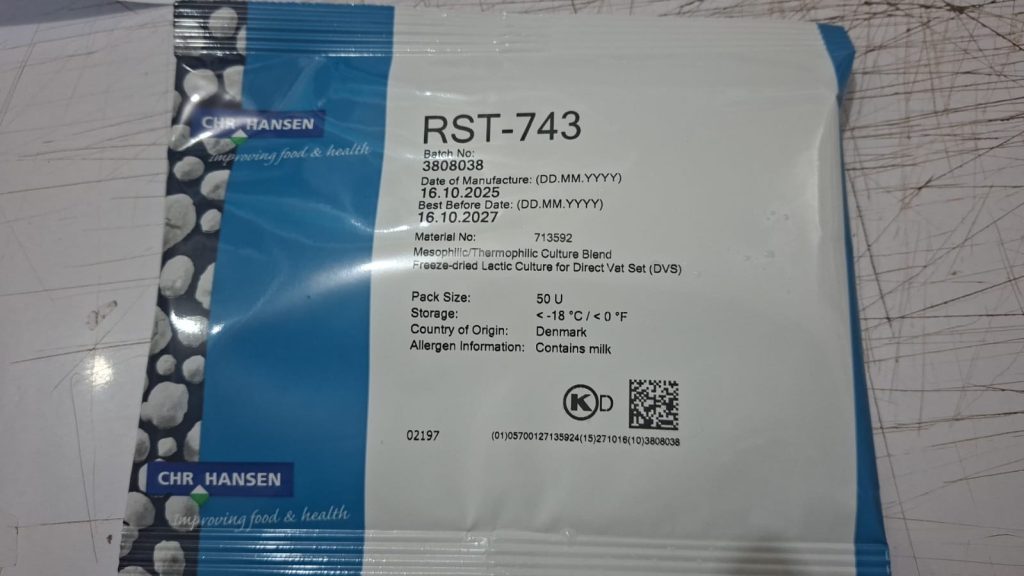 CHR HANSEN
Improving food & health
RST-743
Batch No:
3808038
Date of Manufacture: (DD.MM.YYYY)
16.10.2025
Best Before Date: (DD.MM.YYYY)
16.10.2027
Material No: 713592
Mesophilic/Thermophilic Culture Blend
Freeze-dried Lactic Culture for Direct Vat Set (DVS)
Pack Size: 50 U
Storage: < -18 °C / < 0 °F
Country of Origin: Denmark
Allergen Information: Contains milk
K D
02197 (01)05700127135924(15)271016(10)3808038
CHR HANSEN
Improving food & health